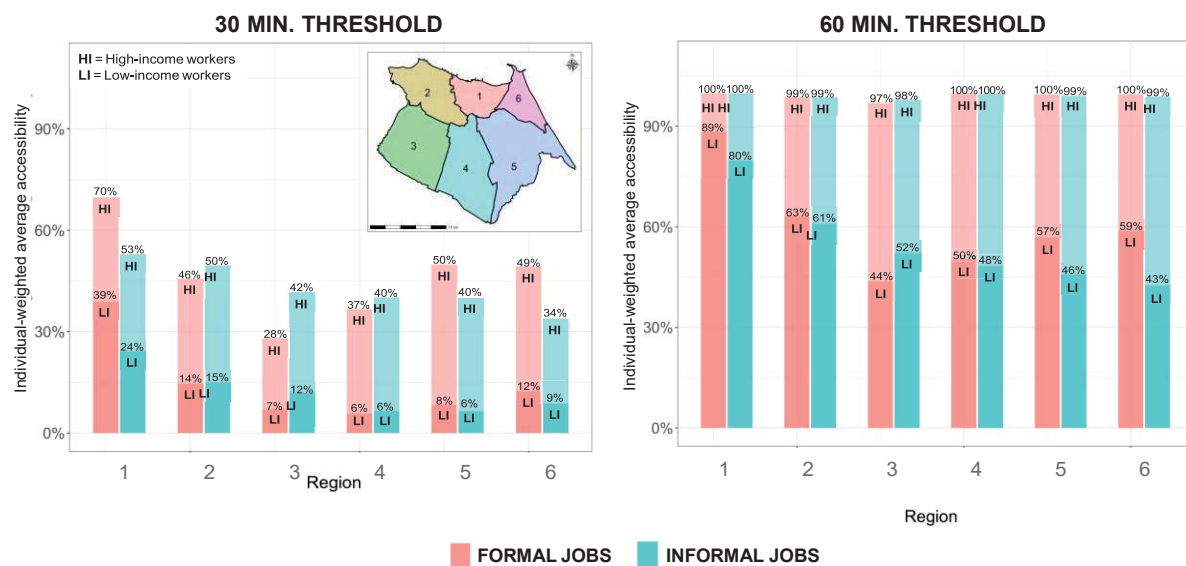 30 MIN. THRESHOLD
HI = High-income workers
LI = Low-income workers
Individual-weighted average accessibility
90%
60%
30%
0%
2
1
6
3
4
5
70%
HI
39%
LI
53%
HI
24%
LI
46%
HI
14%
LI
50%
HI
15%
LI
28%
HI
7%
LI
42%
HI
12%
LI
37%
HI
6%
LI
40%
HI
6%
LI
50%
HI
8%
LI
40%
HI
6%
LI
49%
HI
12%
LI
34%
HI
9%
LI
1 2 3 4 5 6
Region
60 MIN. THRESHOLD
Individual-weighted average accessibility
90%
60%
30%
0%
100%
HI
89%
LI
100%
HI
80%
LI
99%
HI
63%
LI
99%
HI
61%
LI
97%
HI
44%
LI
98%
HI
52%
LI
100%
HI
50%
LI
100%
HI
48%
LI
100%
HI
57%
LI
99%
HI
46%
LI
100%
HI
59%
LI
99%
HI
43%
LI
1 2 3 4 5 6
Region
FORMAL JOBS INFORMAL JOBS